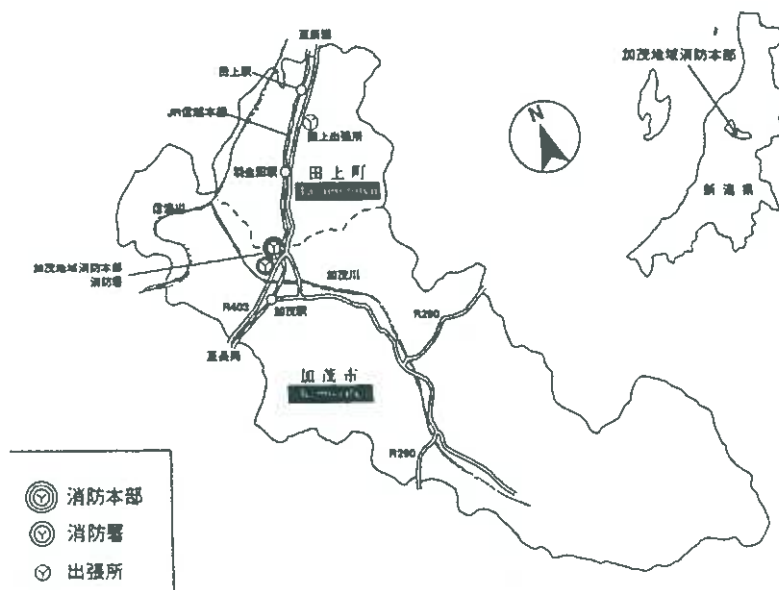 至新潟
田上駅
JR信越本線
田上出張所
羽生田駅
田上町
信濃川
加茂地域消防本部
消防署
加茂川
R403
加茂駅
R290
至長岡
加茂市
R290
消防本部
消防署
出張所
N
加茂地域消防本部
新潟県